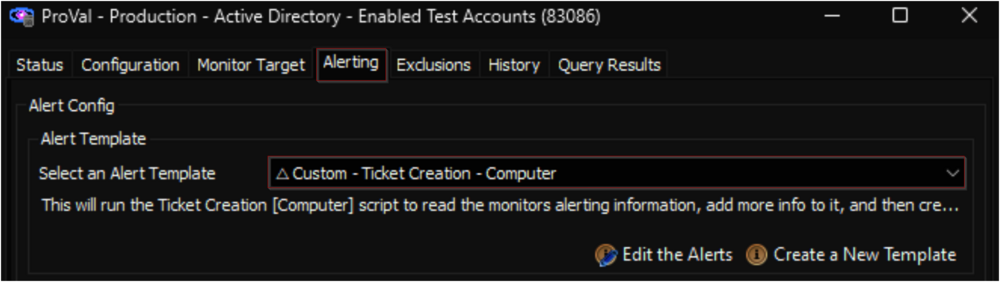 ProVal - Production - Active Directory - Enabled Test Accounts (83086)
Status Configuration Monitor Target Alerting Exclusions History Query Results
Alert Config
Alert Template
Select an Alert Template △ Custom - Ticket Creation - Computer
This will run the Ticket Creation [Computer] script to read the monitors alerting information, add more info to it, and then cre...
Edit the Alerts Create a New Template